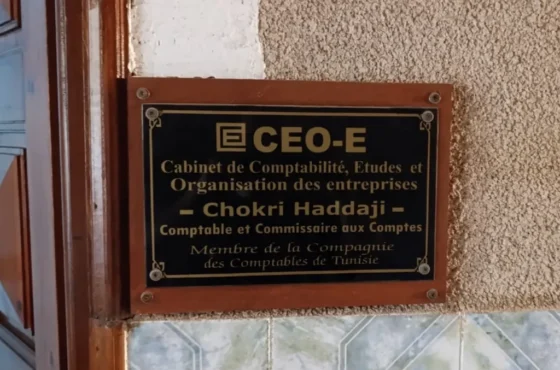 CEO-E
Cabinet de Comptabilité, Etudes et
Organisation des entreprises
- Chokri Haddaji -
Comptable et Commissaire aux Comptes
Membre de la Compagnie
des Comptables de Tunisie